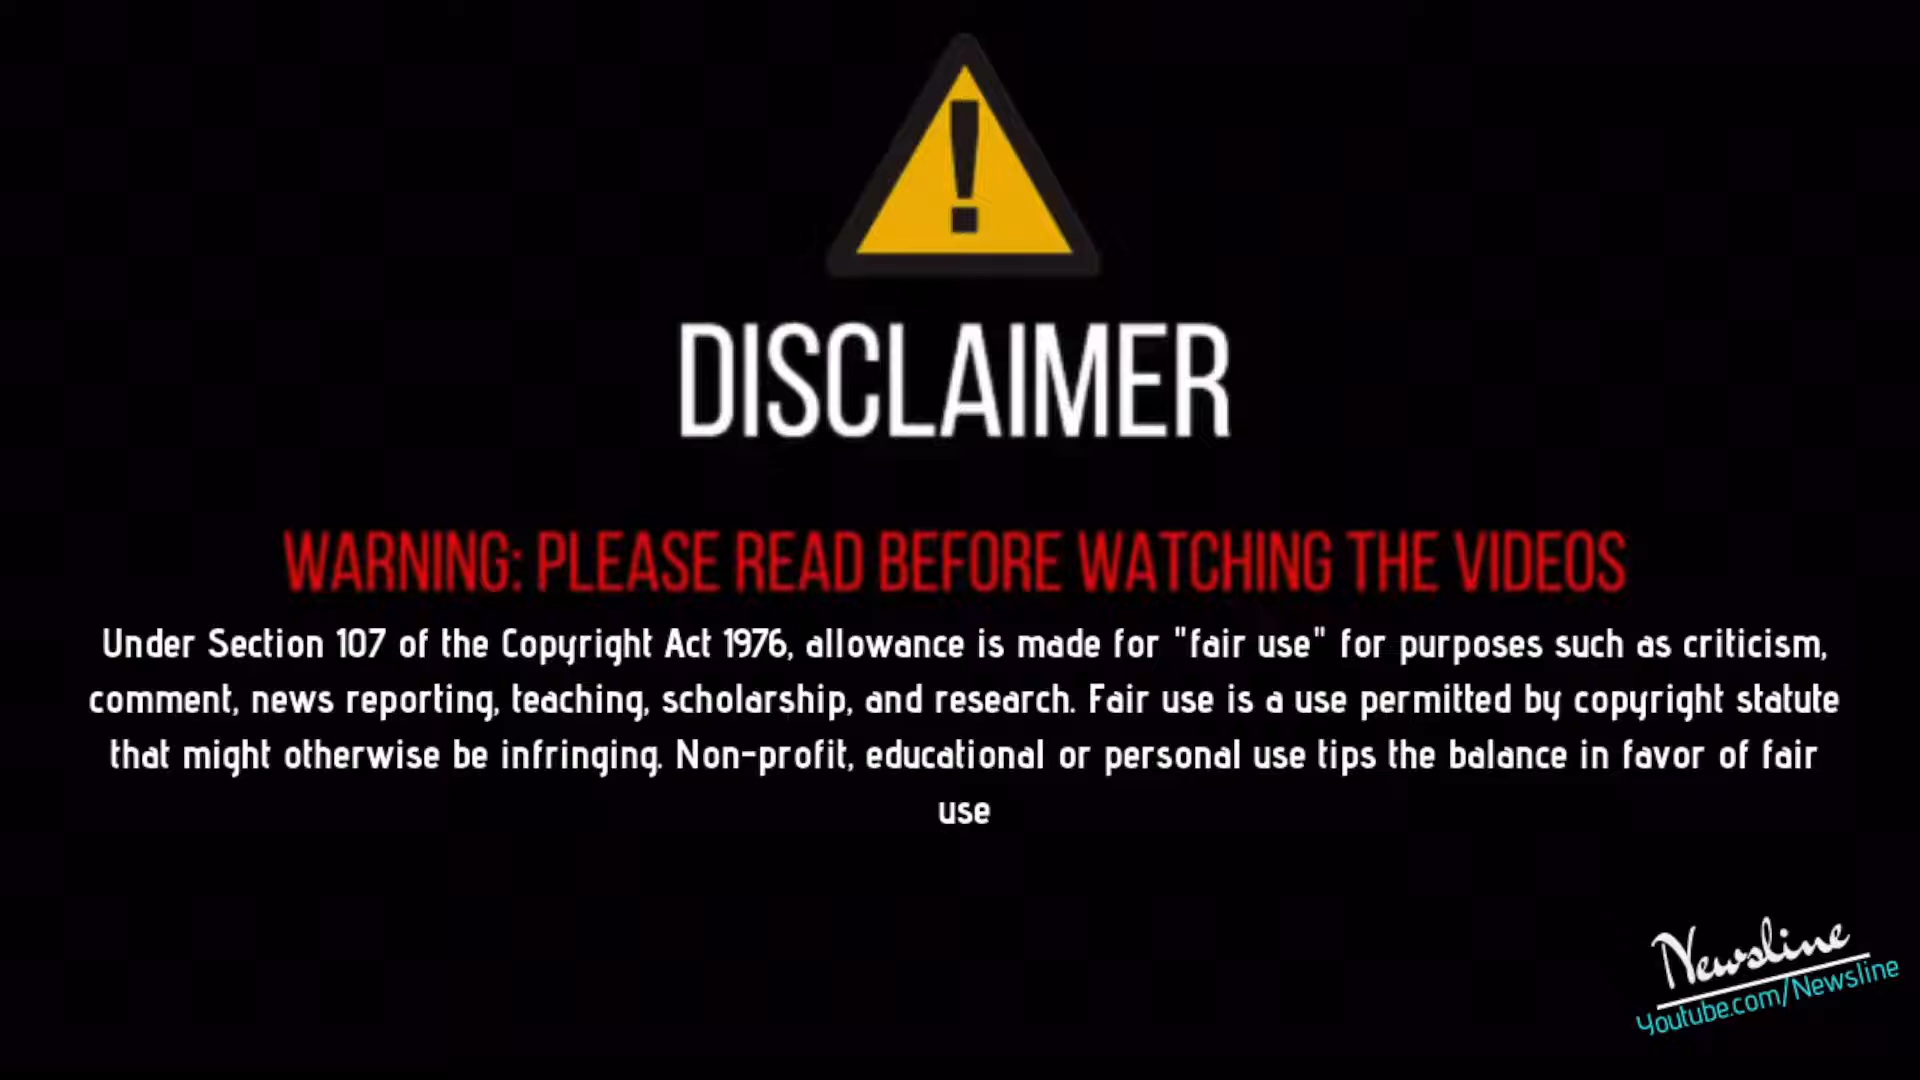 !
DISCLAIMER
WARNING: PLEASE READ BEFORE WATCHING THE VIDEOS
Under Section 107 of the Copyright Act 1976, allowance is made for "fair use" for purposes such as criticism,
comment, news reporting, teaching, scholarship, and research. Fair use is a use permitted by copyright statute
that might otherwise be infringing. Non-profit, educational or personal use tips the balance in favor of fair
use
Newsline
Youtube.com/Newsline